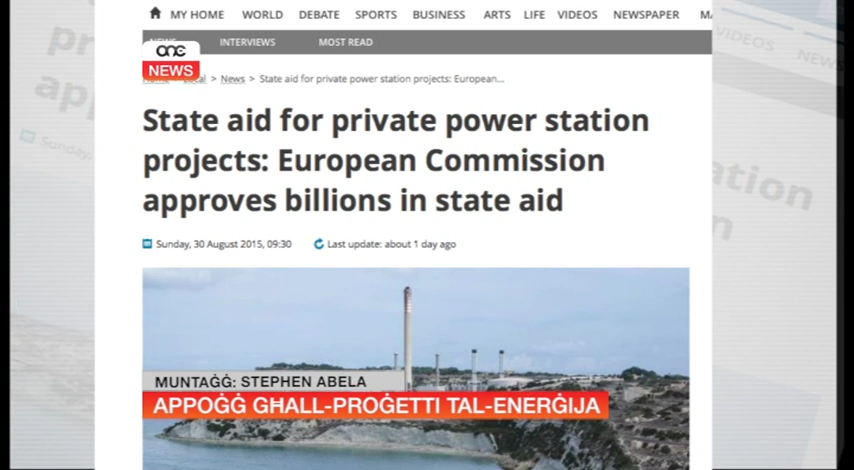 MY HOME WORLD DEBATE SPORTS BUSINESS ARTS LIFE VIDEOS NEWSPAPER
INTERVIEWS MOST READ
one
NEWS
> News > State aid for private power station projects: European...
State aid for private power station
projects: European Commission
approves billions in state aid
Sunday, 30 August 2015, 09:30 Last update: about 1 day ago
MUNTAĠĠ: STEPHEN ABELA
APPOĠĠ GĦALL-PROĠETTI TAL-ENERĠIJA
VIDEOS NEWS